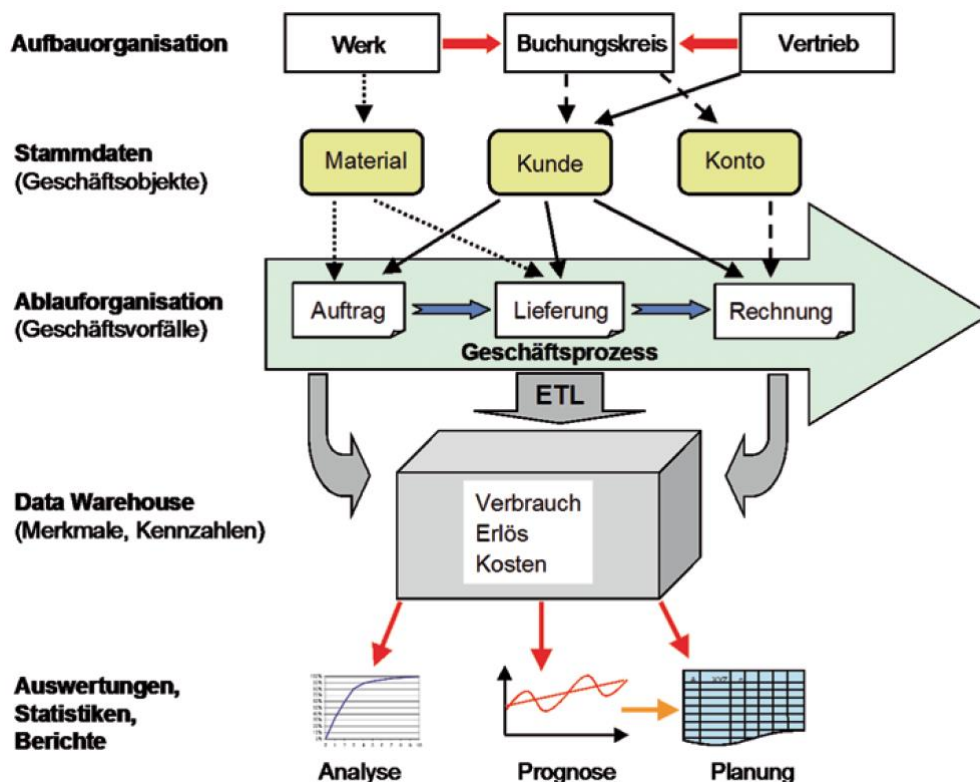 Aufbauorganisation
Werk
Buchungskreis
Vertrieb
Stammdaten
(Geschäftsobjekte)
Material
Kunde
Konto
Ablauforganisation
(Geschäftsvorfälle)
Auftrag
Lieferung
Rechnung
Geschäftsprozess
ETL
Data Warehouse
(Merkmale, Kennzahlen)
Verbrauch
Erlös
Kosten
Auswertungen,
Statistiken,
Berichte
Analyse
Prognose
Planung